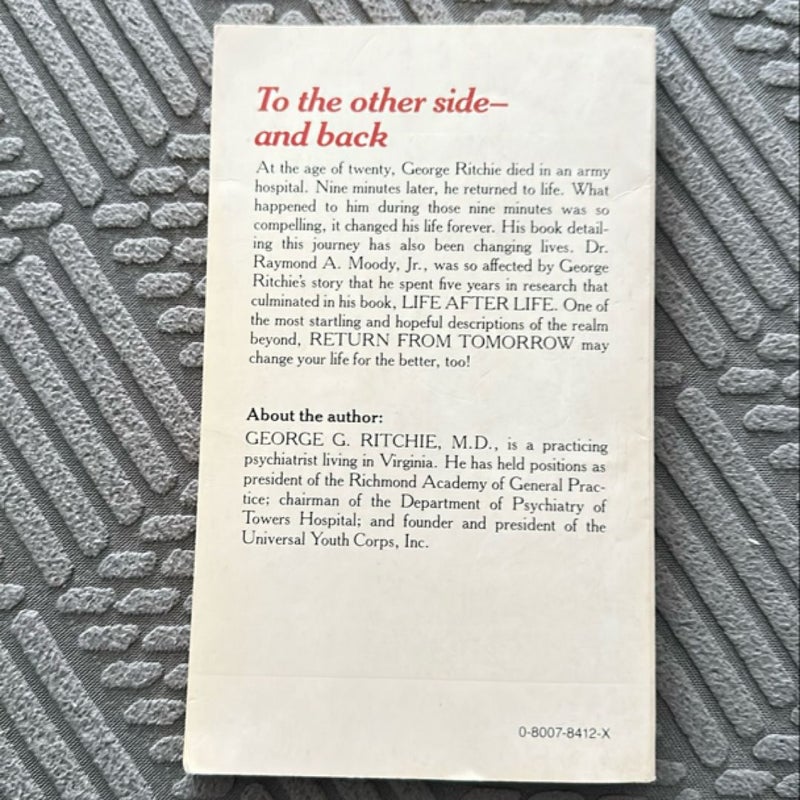 To the other side—
and back
At the age of twenty, George Ritchie died in an army
hospital. Nine minutes later, he returned to life. What
happened to him during those nine minutes was so
compelling, it changed his life forever. His book detail-
ing this journey has also been changing lives. Dr.
Raymond A. Moody, Jr., was so affected by George
Ritchie's story that he spent five years in research that
culminated in his book, LIFE AFTER LIFE. One of
the most startling and hopeful descriptions of the realm
beyond, RETURN FROM TOMORROW may
change your life for the better, too!
About the author:
GEORGE G. RITCHIE, M.D., is a practicing
psychiatrist living in Virginia. He has held positions as
president of the Richmond Academy of General Prac-
tice; chairman of the Department of Psychiatry of
Towers Hospital; and founder and president of the
Universal Youth Corps, Inc.
0-8007-8412-X